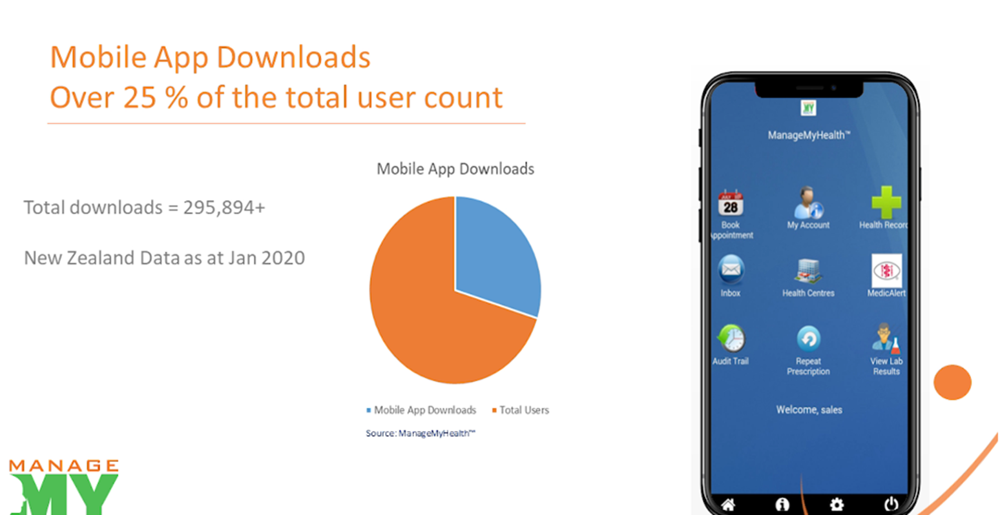 Mobile App Downloads
Over 25 % of the total user count
Total downloads = 295,894+
New Zealand Data as at Jan 2020
Mobile App Downloads
Mobile App Downloads
Total Users
Source: ManageMyHealth™
MANAGE
MY
MY
ManageMyHealth™
JULY
28
Book
Appointment
My Account
Health Record
Inbox
Health Centres
MedicAlert
Audit Trail
Repeat
Prescription
View Lab
Results
Welcome, sales